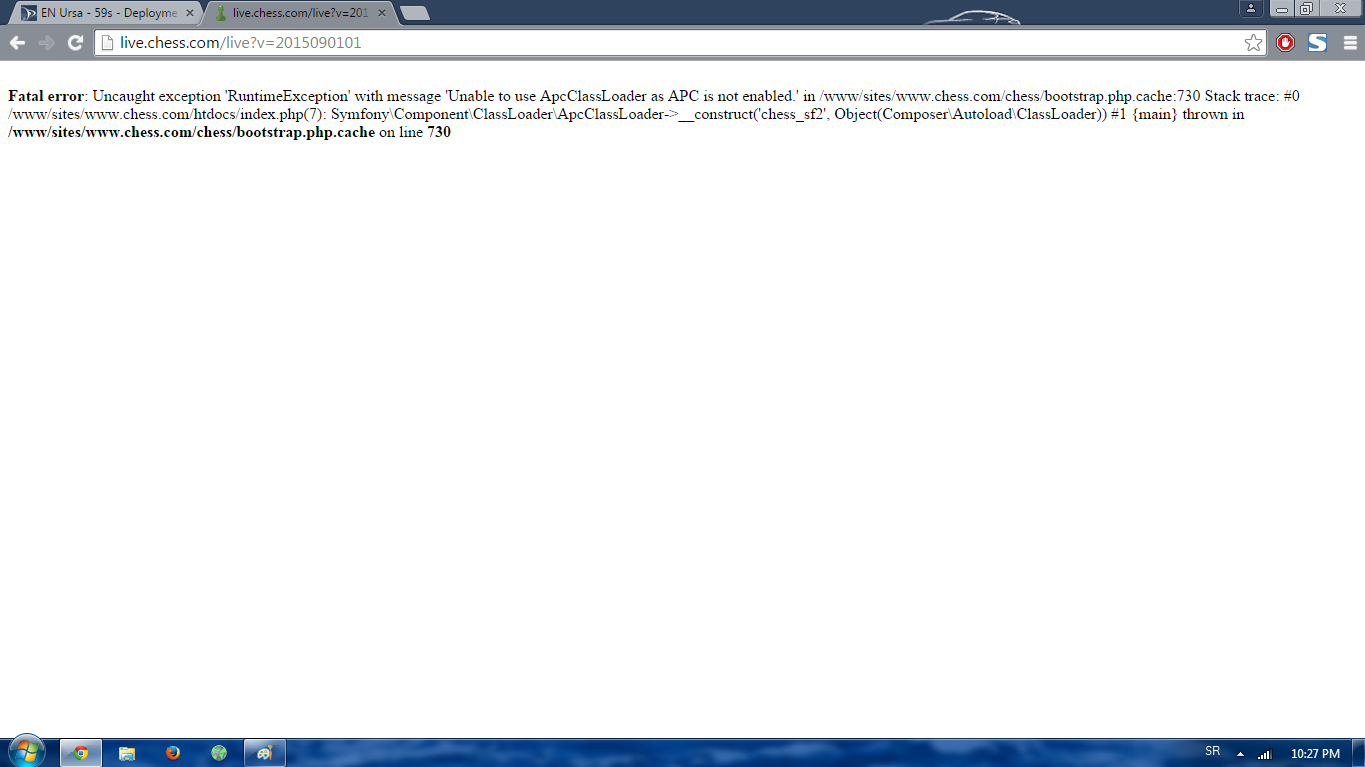 EN Ursa - 59s - Deployme
live.chess.com/live?v=201
live.chess.com/live?v=2015090101
Fatal error: Uncaught exception 'RuntimeException' with message 'Unable to use ApcClassLoader as APC is not enabled.' in /www/sites/www.chess.com/chess/bootstrap.php.cache:730 Stack trace: #0
/www/sites/www.chess.com/htdocs/index.php(7): Symfony\Component\ClassLoader\ApcClassLoader->__construct('chess_sf2', Object(Composer\Autoload\ClassLoader)) #1 {main} thrown in
/www/sites/www.chess.com/chess/bootstrap.php.cache on line 730
SR
10:27 PM